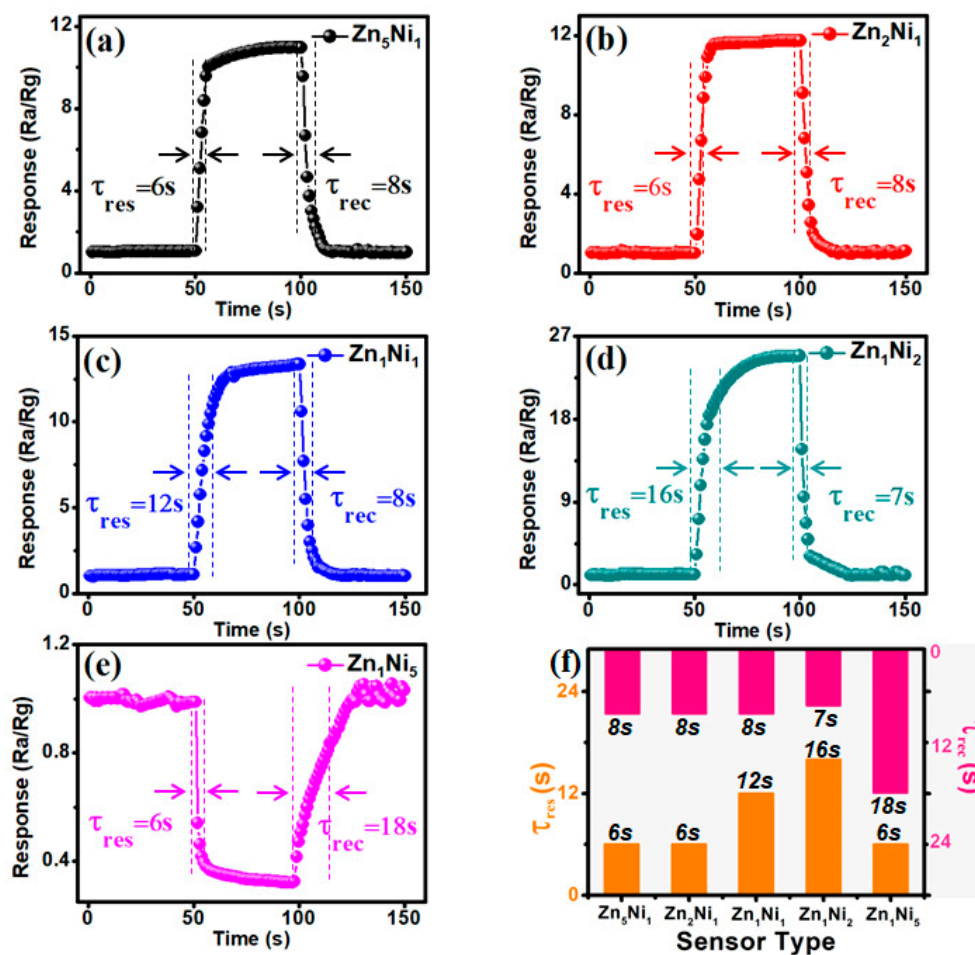 (a)
Zn₅Ni₁
12
8
4
0
Response (Ra/Rg)
τres=6s
τrec=8s
0 50 100 150
Time (s)
(b)
Zn₂Ni₁
12
8
4
0
Response (Ra/Rg)
τres=6s
τrec=8s
0 50 100 150
Time (s)
(c)
Zn₁Ni₁
15
10
5
0
Response (Ra/Rg)
τres=12s
τrec=8s
0 50 100 150
Time (s)
(d)
Zn₁Ni₂
27
18
9
0
Response (Ra/Rg)
τres=16s
τrec=7s
0 50 100 150
Time (s)
(e)
Zn₁Ni₅
1.2
0.8
0.4
Response (Ra/Rg)
τres=6s
τrec=18s
0 50 100 150
Time (s)
(f)
24
12
0
τres (s)
0
12
24
τrec (s)
8s 8s 8s 7s 18s
6s 6s 12s 16s 6s
Zn₅Ni₁ Zn₂Ni₁ Zn₁Ni₁ Zn₁Ni₂ Zn₁Ni₅
Sensor Type